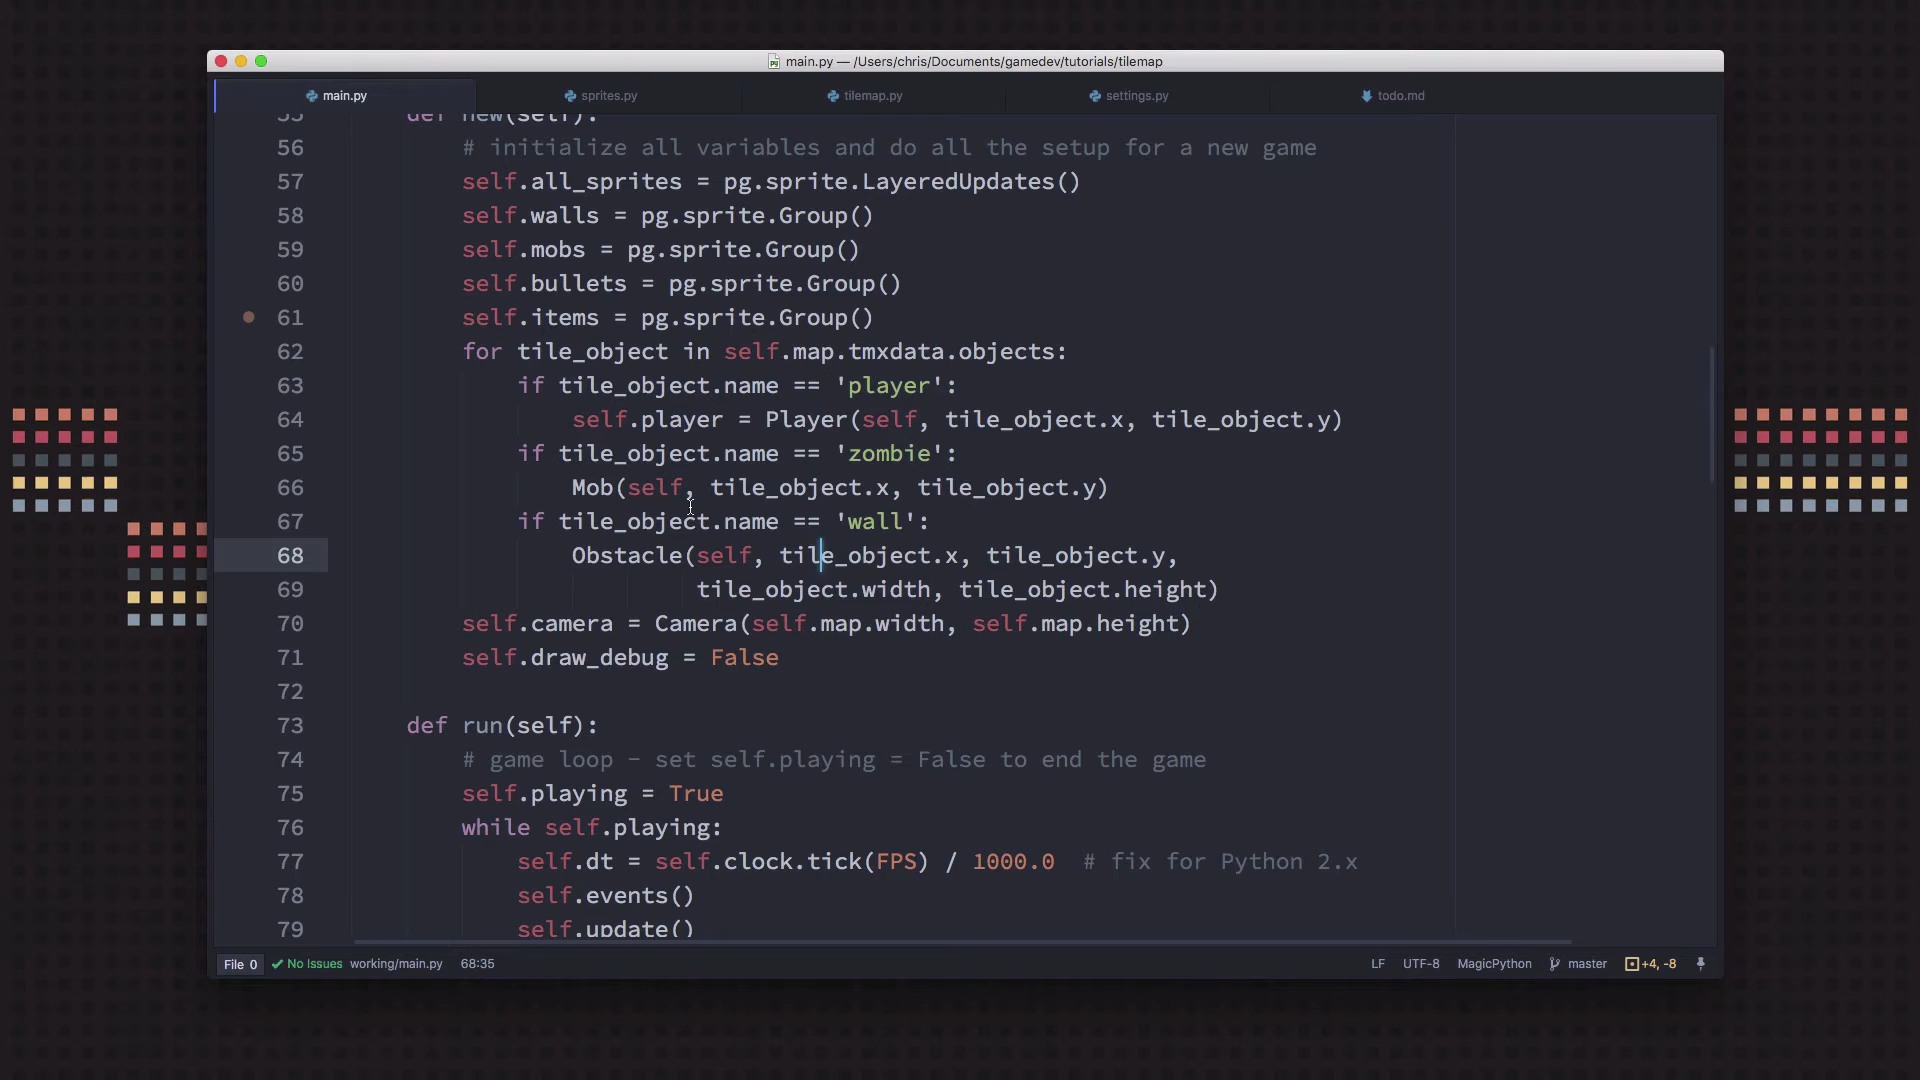 main.py — /Users/chris/Documents/gamedev/tutorials/tilemap
main.py
sprites.py
tilemap.py
settings.py
todo.md
55 def new(self):
56 # initialize all variables and do all the setup for a new game
57 self.all_sprites = pg.sprite.LayeredUpdates()
58 self.walls = pg.sprite.Group()
59 self.mobs = pg.sprite.Group()
60 self.bullets = pg.sprite.Group()
61 self.items = pg.sprite.Group()
62 for tile_object in self.map.tmxdata.objects:
63 if tile_object.name == 'player':
64 self.player = Player(self, tile_object.x, tile_object.y)
65 if tile_object.name == 'zombie':
66 Mob(self, tile_object.x, tile_object.y)
67 if tile_object.name == 'wall':
68 Obstacle(self, tile_object.x, tile_object.y,
69 tile_object.width, tile_object.height)
70 self.camera = Camera(self.map.width, self.map.height)
71 self.draw_debug = False
72
73 def run(self):
74 # game loop - set self.playing = False to end the game
75 self.playing = True
76 while self.playing:
77 self.dt = self.clock.tick(FPS) / 1000.0 # fix for Python 2.x
78 self.events()
79 self.update()
File 0 No Issues working/main.py 68:35 LF UTF-8 MagicPython master +4, -8